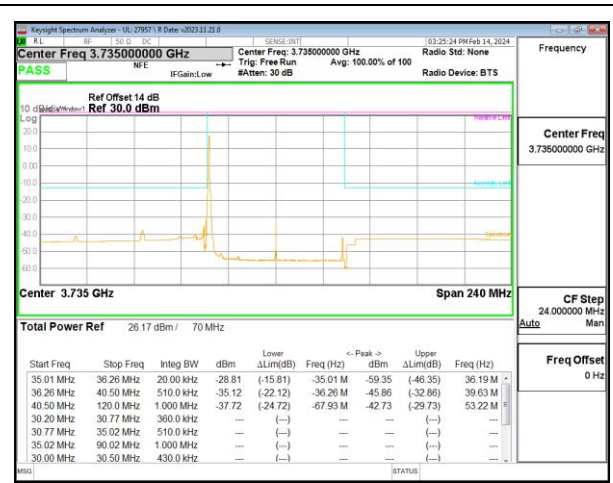 Keysight Spectrum Analyzer - UL: 27957 \ R Date: v2023.11.21.0
RL RF 50 Ω DC SENSE:INT 03:25:24 PM Feb 14, 2024
Center Freq 3.735000000 GHz Center Freq: 3.735000000 GHz Radio Std: None Frequency
NFE Trig: Free Run Avg: 100.00% of 100
PASS IFGain:Low #Atten: 30 dB Radio Device: BTS
Ref Offset 14 dB
10 dB/div Ref 30.0 dBm
Log Relative Limit
20.0
10.0
0.00
-10.0 Absolute Limit
-20.0
-30.0
-40.0 Spectrum
-50.0
-60.0
Center 3.735 GHz Span 240 MHz
Center Freq
3.735000000 GHz
CF Step
24.000000 MHz
Auto Man
Freq Offset
0 Hz
Total Power Ref 26.17 dBm / 70 MHz
Lower <- Peak -> Upper
Start Freq Stop Freq Integ BW dBm ΔLim(dB) Freq (Hz) dBm ΔLim(dB) Freq (Hz)
35.01 MHz 36.26 MHz 20.00 kHz -28.81 (-15.81) -35.01 M -59.35 (-46.35) 36.19 M
36.26 MHz 40.50 MHz 510.0 kHz -35.12 (-22.12) -36.26 M -45.86 (-32.86) 39.63 M
40.50 MHz 120.0 MHz 1.000 MHz -37.72 (-24.72) -67.93 M -42.73 (-29.73) 53.22 M
30.20 MHz 30.77 MHz 360.0 kHz --- (---) --- --- (---) ---
30.77 MHz 35.02 MHz 510.0 kHz --- (---) --- --- (---) ---
35.02 MHz 90.02 MHz 1.000 MHz --- (---) --- --- (---) ---
30.00 MHz 30.50 MHz 430.0 kHz --- (---) --- --- (---) ---
MSG STATUS